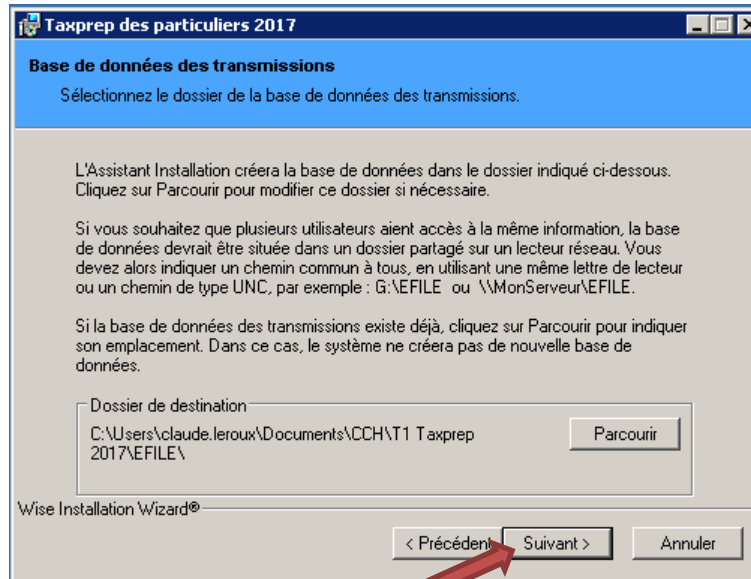 Taxprep des particuliers 2017
Base de données des transmissions
Sélectionnez le dossier de la base de données des transmissions.
L'Assistant Installation créera la base de données dans le dossier indiqué ci-dessous.
Cliquez sur Parcourir pour modifier ce dossier si nécessaire.
Si vous souhaitez que plusieurs utilisateurs aient accès à la même information, la base
de données devrait être située dans un dossier partagé sur un lecteur réseau. Vous
devez alors indiquer un chemin commun à tous, en utilisant une même lettre de lecteur
ou un chemin de type UNC, par exemple : G:\EFILE ou \\MonServeur\EFILE.
Si la base de données des transmissions existe déjà, cliquez sur Parcourir pour indiquer
son emplacement. Dans ce cas, le système ne créera pas de nouvelle base de
données.
Dossier de destination
C:\Users\claude.leroux\Documents\CCH\T1 Taxprep
2017\EFILE\
Parcourir
Wise Installation Wizard®
< Précédent Suivant > Annuler